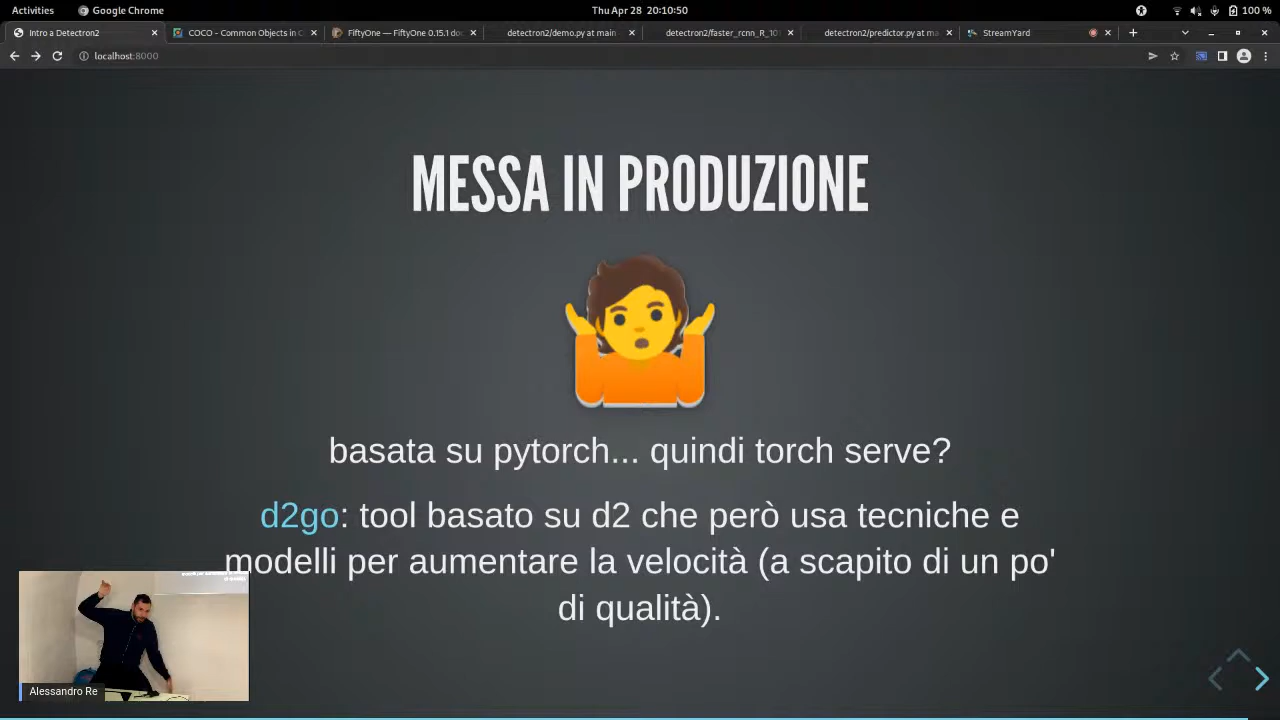 Activities
Google Chrome
Thu Apr 28 20:10:50
100 %
Intro a Detectron2
COCO - Common Objects in C
FiftyOne — FiftyOne 0.15.1 do
detectron2/demo.py at main
detectron2/faster_rcnn_R_10
detectron2/predictor.py at ma
StreamYard
localhost:8000
MESSA IN PRODUZIONE
basata su pytorch... quindi torch serve?
d2go: tool basato su d2 che però usa tecniche e
modelli per aumentare la velocità (a scapito di un po'
di qualità).
Alessandro Re